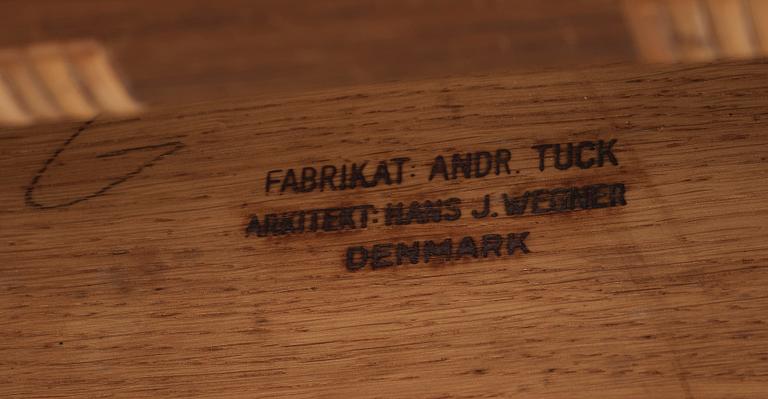 FABRIKAT: ANDR. TUCK
ARKITEKT: HANS J. WEGNER
DENMARK